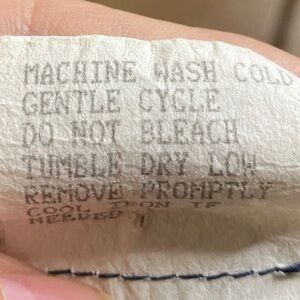 MACHINE WASH COLD
GENTLE CYCLE
DO NOT BLEACH
TUMBLE DRY LOW
REMOVE PROMPTLY
COOL IRON IF
NEEDED